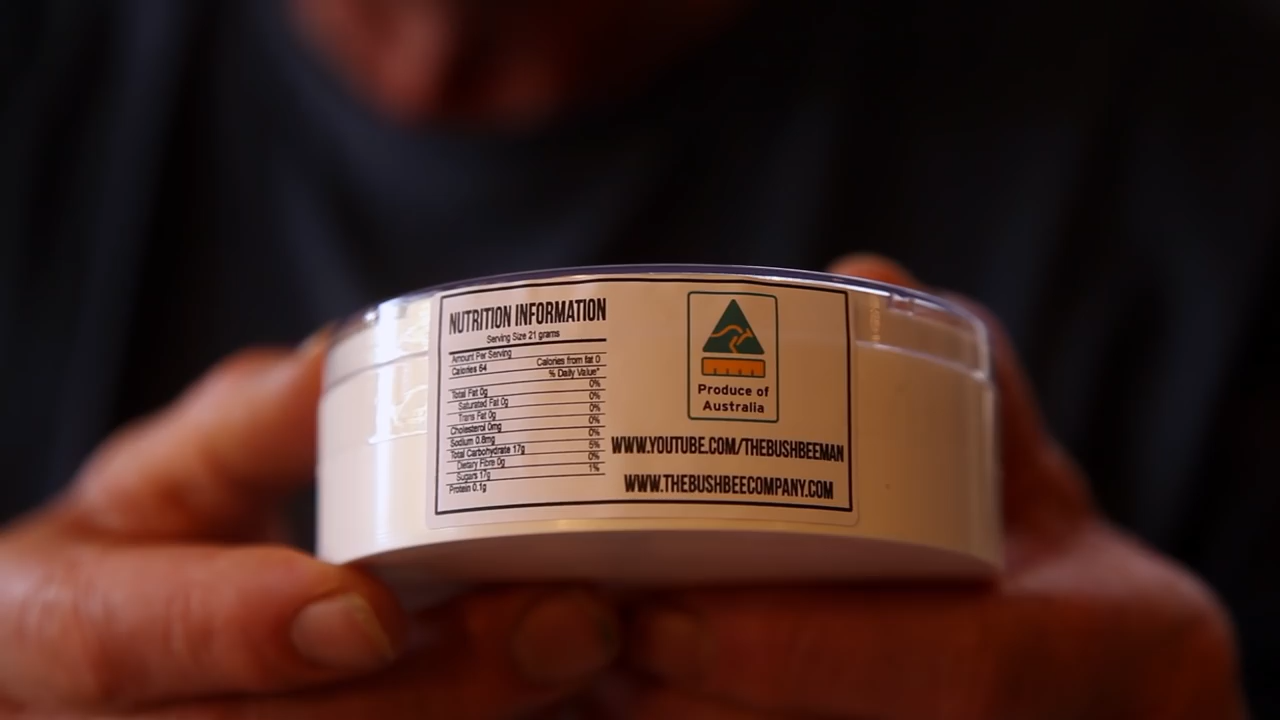 NUTRITION INFORMATION
Serving Size 21 grams
Amount Per Serving
Calories 64 Calories from fat 0
% Daily Value*
Total Fat 0g 0%
Saturated Fat 0g 0%
Trans Fat 0g 0%
Cholesterol 0mg 0%
Sodium 0.8mg 0%
Total Carbohydrate 17g 5%
Dietary Fibre 0g 0%
Sugars 17g
Protein 0.1g 1%
Produce of
Australia
WWW.YOUTUBE.COM/THEBUSHBEEMAN
WWW.THEBUSHBEECOMPANY.COM